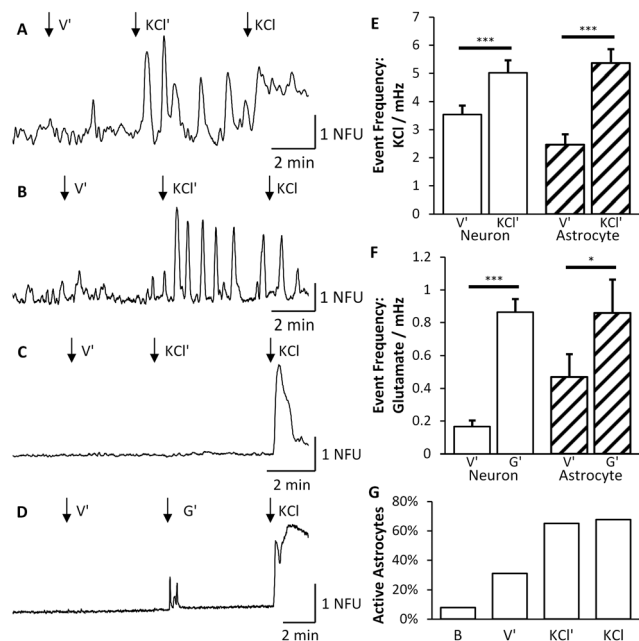 A V' KCl' KCl
1 NFU
2 min
B V' KCl' KCl
1 NFU
2 min
C V' KCl' KCl
1 NFU
2 min
D V' G' KCl
1 NFU
2 min
E
Event Frequency:
KCl / mHz
7
6
5
4
3
2
1
0
*** ***
V' KCl' V' KCl'
Neuron Astrocyte
F
Event Frequency:
Glutamate / mHz
1.2
1
0.8
0.6
0.4
0.2
0
*** *
V' G' V' G'
Neuron Astrocyte
G
Active Astrocytes
80%
60%
40%
20%
0%
B V' KCl' KCl